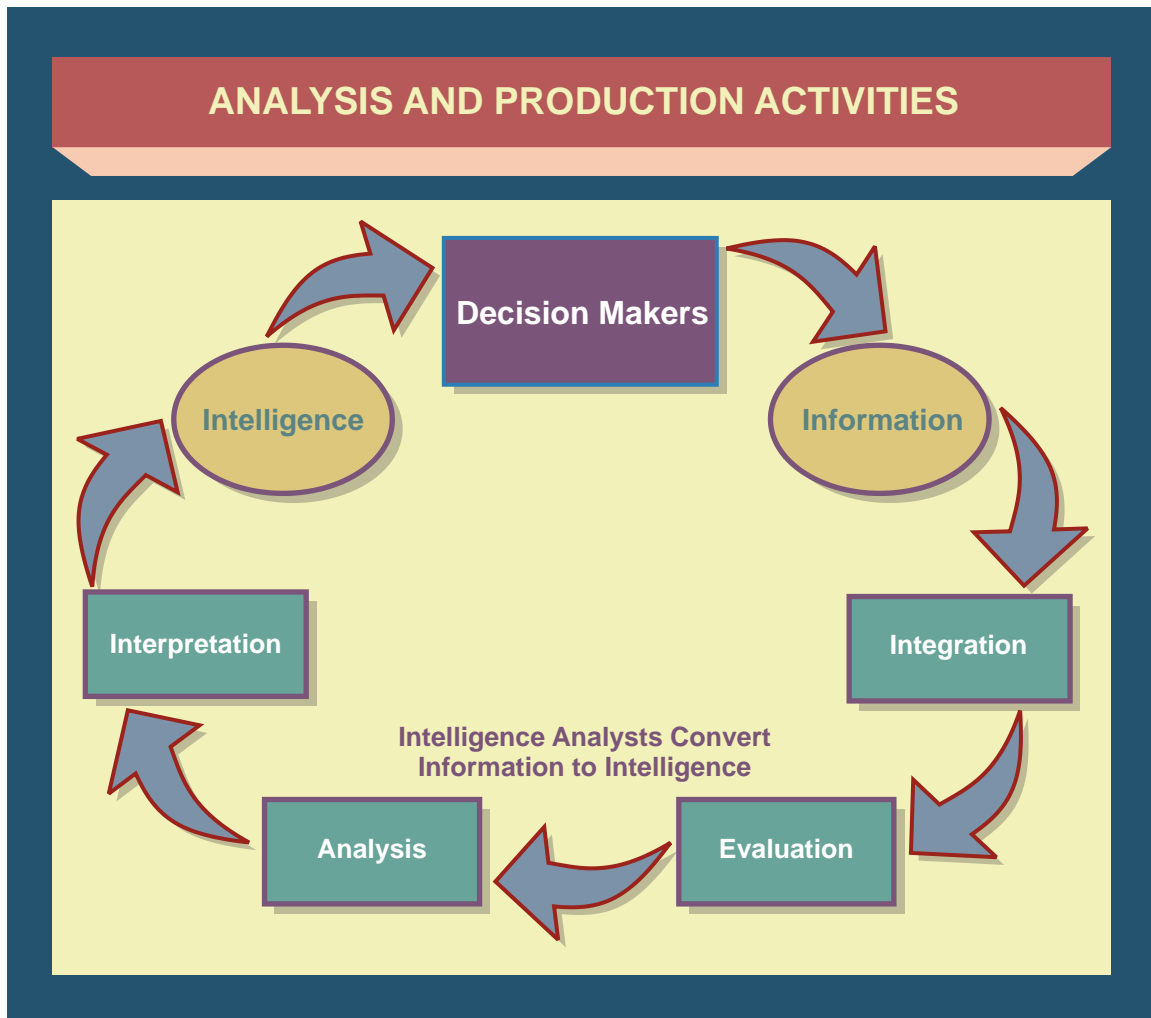 ANALYSIS AND PRODUCTION ACTIVITIES
Decision Makers
Intelligence
Information
Interpretation
Integration
Intelligence Analysts Convert
Information to Intelligence
Analysis
Evaluation